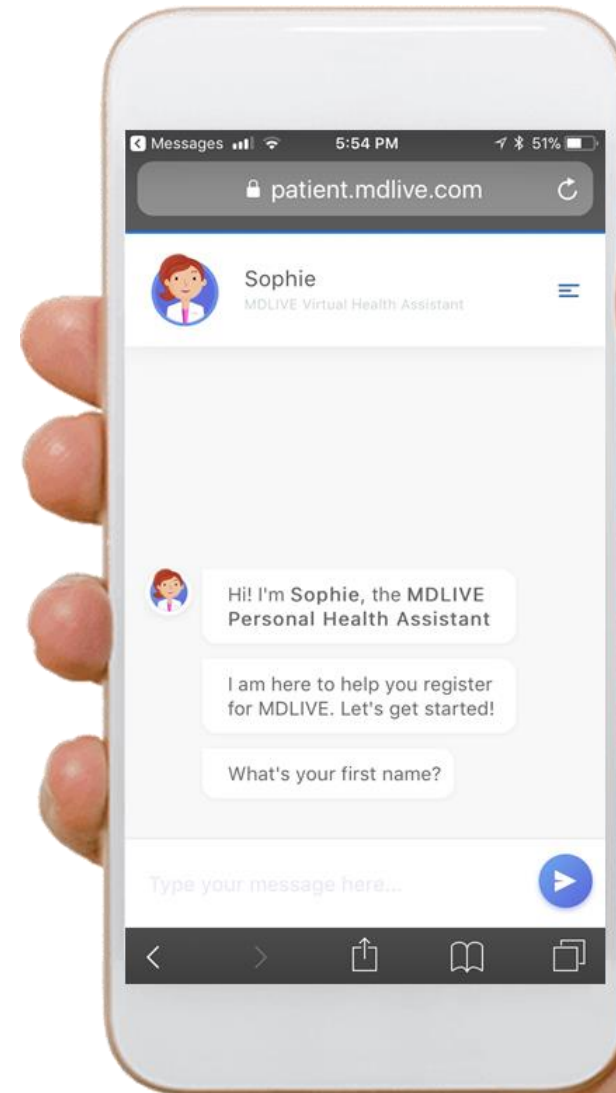 Messages 5:54 PM 51%
patient.mdlive.com
Sophie
MDLIVE Virtual Health Assistant
Hi! I'm Sophie, the MDLIVE
Personal Health Assistant
I am here to help you register
for MDLIVE. Let's get started!
What's your first name?
Type your message here...